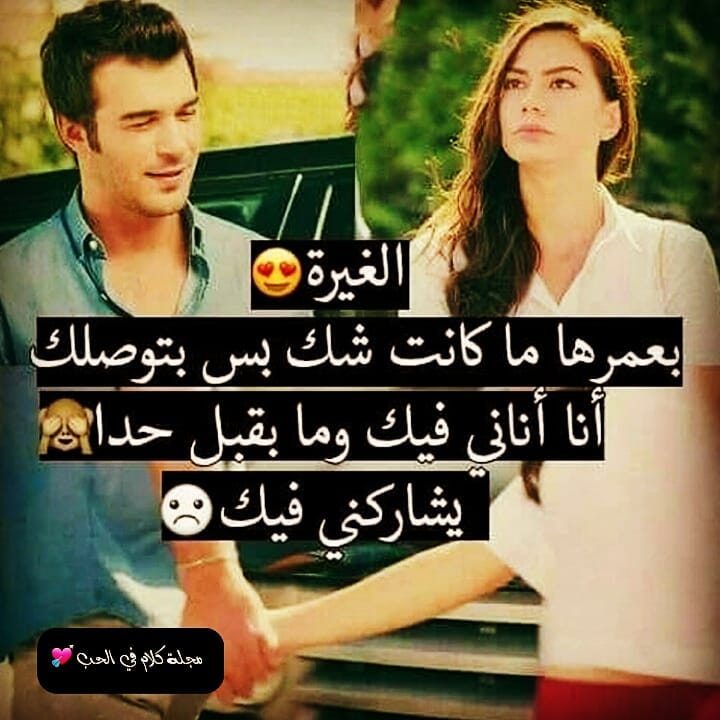 الغيرة😍
بعمرها ما كانت شك بس بتوصلك
أنا أناني فيك وما بقبل حدا🙈
يشاركني فيك☹
مجلة كلام في الحب💘